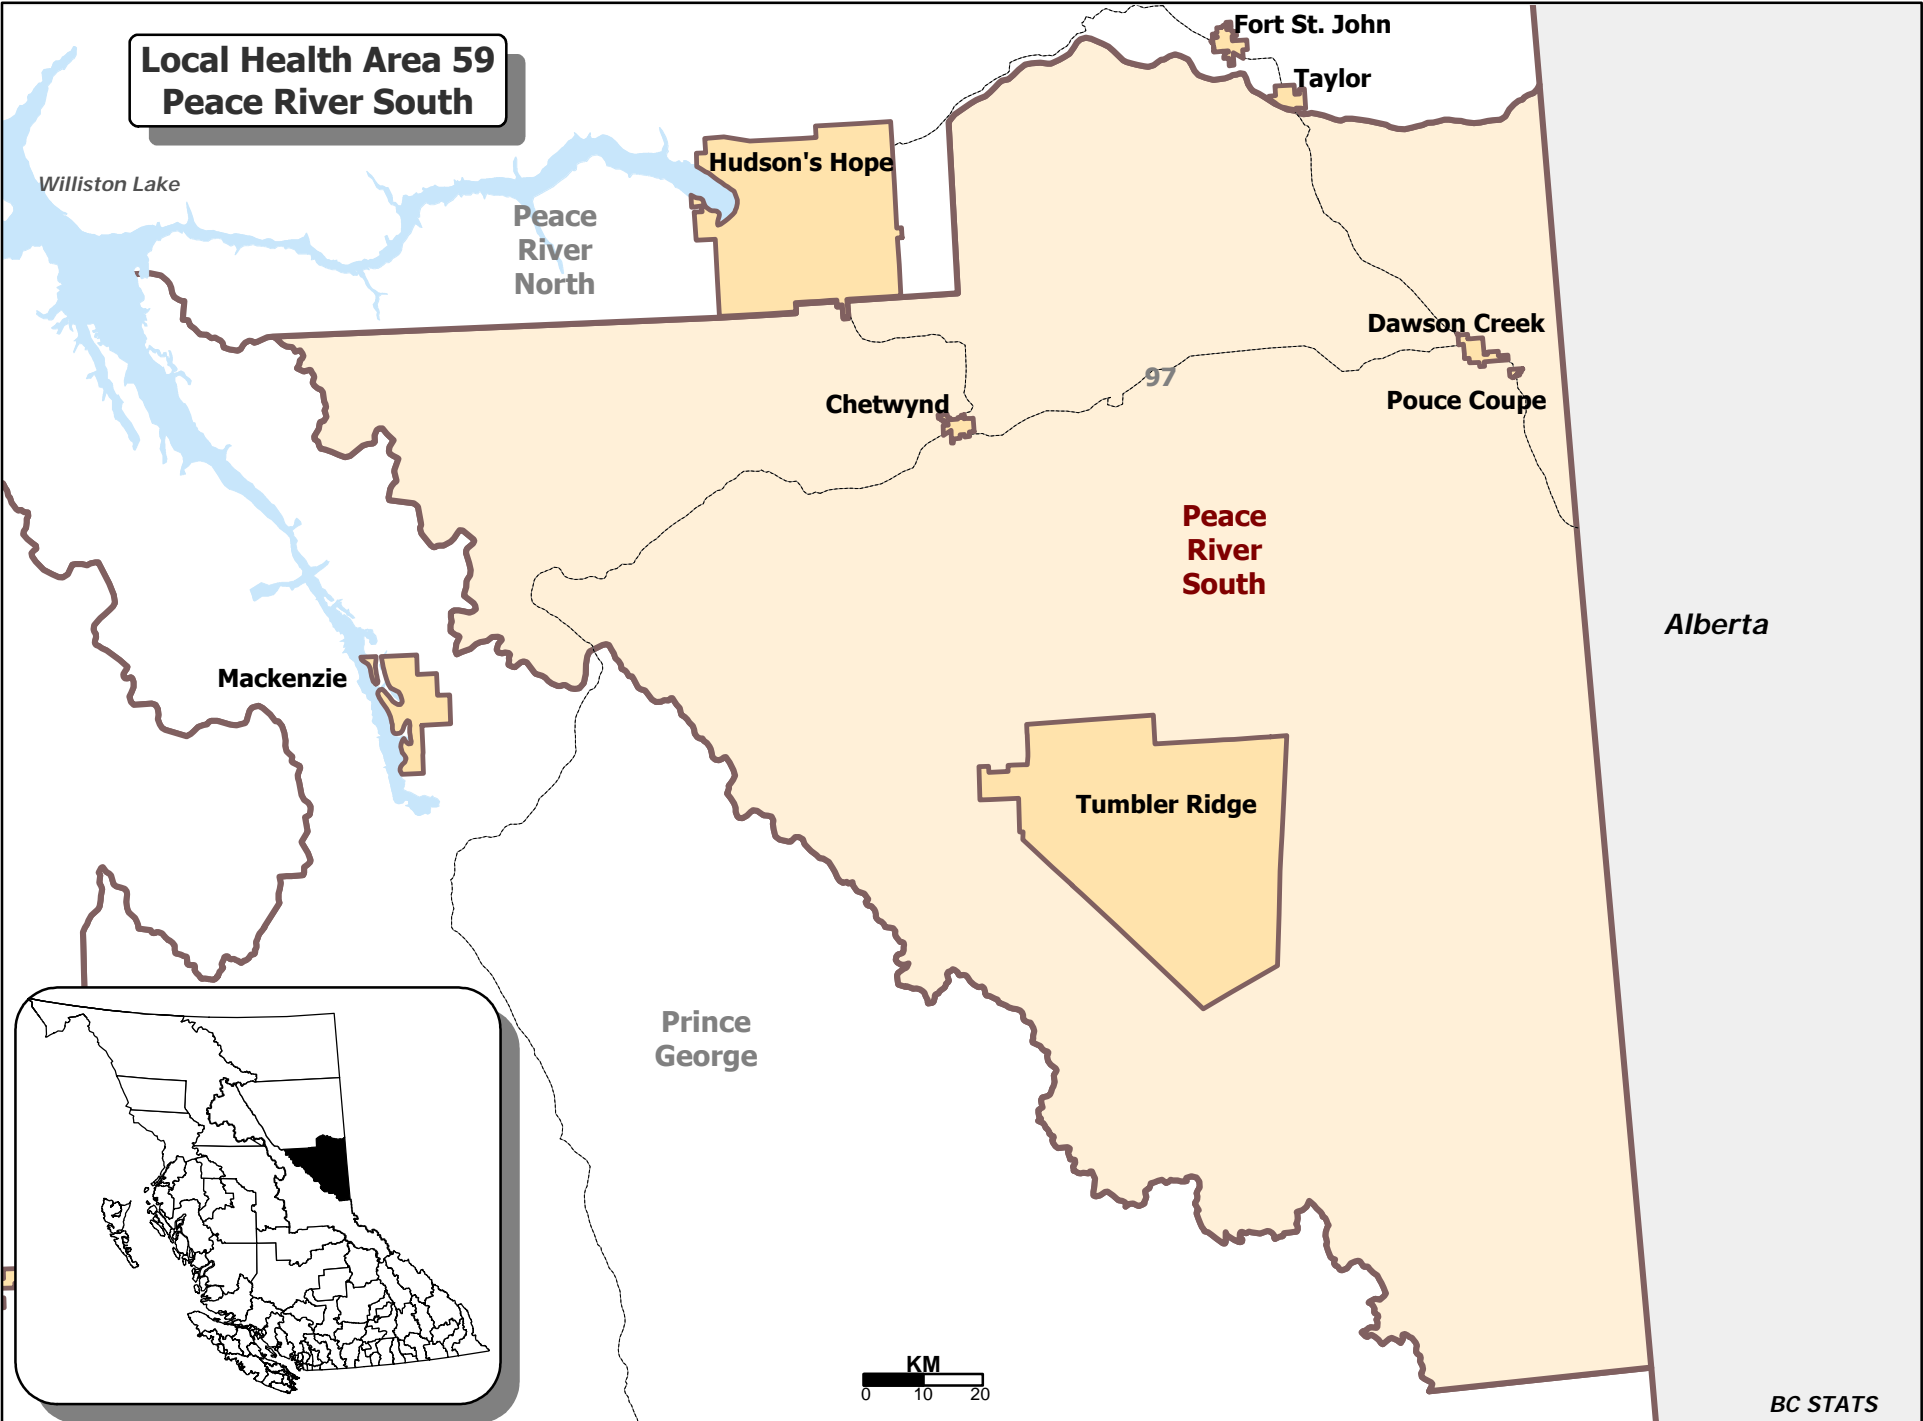 Local Health Area 59
Peace River South
Fort St. John
Taylor
Hudson's Hope
Williston Lake
Peace
River
North
Dawson Creek
97
Chetwynd
Pouce Coupe
Peace
River
South
Alberta
Mackenzie
Tumbler Ridge
Prince
George
KM
0 10 20
BC STATS